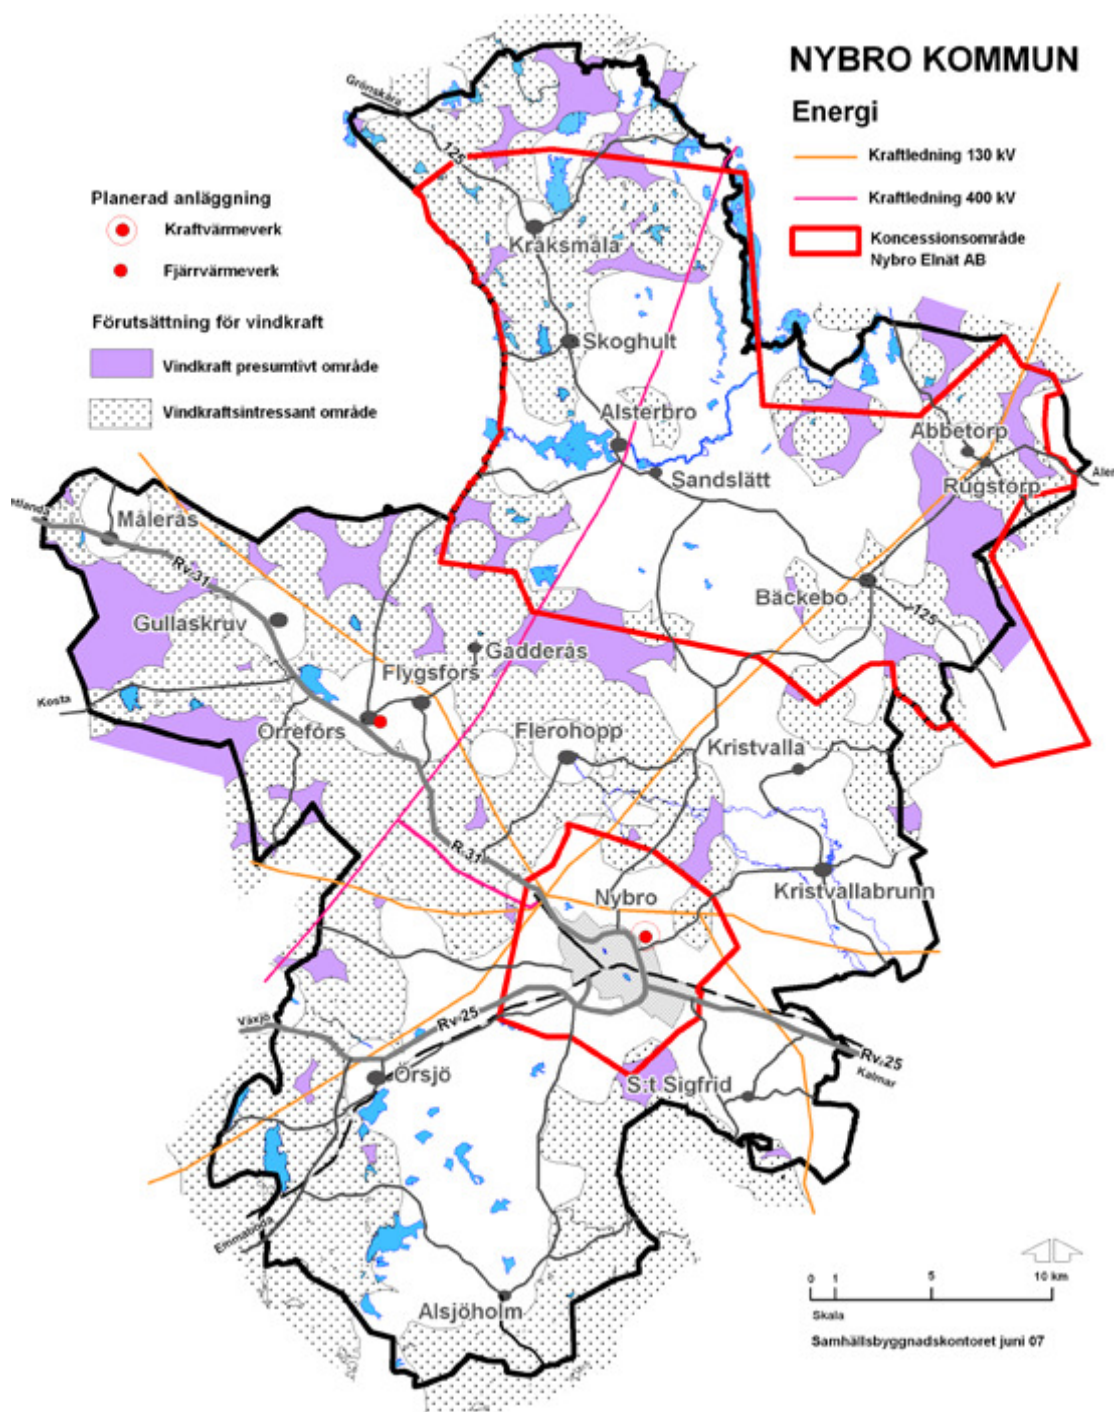 NYBRO KOMMUN
Energi
Kraftledning 130 kV
Kraftledning 400 kV
Koncessionsområde
Nybro Elnät AB
Planerad anläggning
Kraftvärmeverk
Fjärrvärmeverk
Förutsättning för vindkraft
Vindkraft presumtivt område
Vindkraftsintressant område
Grönskåra
125
Kråksmåla
Skoghult
Alsterbro
Sandslätt
Abbetorp
Rugstorp
Målerås
Rv 31
Gullaskruv
Bäckebo
125
Gadderås
Flygsfors
Kosta
Orrefors
Flerohopp
Kristvalla
R 31
Nybro
Kristvallabrunn
Växjö
Rv 25
Rv 25
Kalmar
Örsjö
S:t Sigfrid
Emmaboda
Alsjöholm
0 1 5 10 km
Skala
Samhällsbyggnadskontoret juni 07